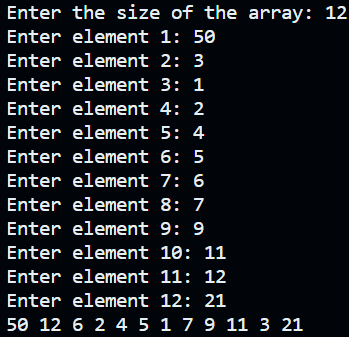 Enter the size of the array: 12
Enter element 1: 50
Enter element 2: 3
Enter element 3: 1
Enter element 4: 2
Enter element 5: 4
Enter element 6: 5
Enter element 7: 6
Enter element 8: 7
Enter element 9: 9
Enter element 10: 11
Enter element 11: 12
Enter element 12: 21
50 12 6 2 4 5 1 7 9 11 3 21